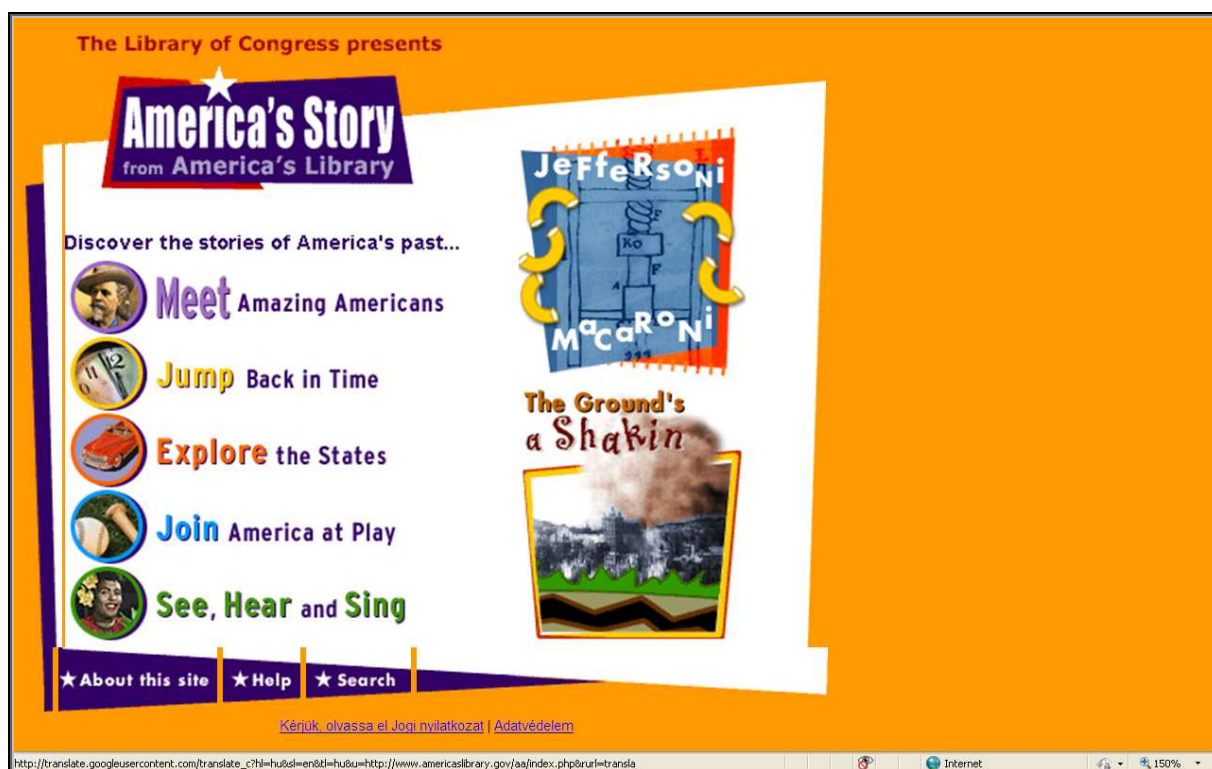 The Library of Congress presents
America's Story
from America's Library
Discover the stories of America's past...
Meet Amazing Americans
Jump Back in Time
Explore the States
Join America at Play
See, Hear and Sing
JeFFeRsoNi
L
F
Ko
F
A
MaCaRoNi
The Ground's
a Shakin
11 12
About this site
Help
Search
Kérjük, olvassa el Jogi nyilatkozat | Adatvédelem
http://translate.googleusercontent.com/translate_c?hl=hu&sl=en&tl=hu&u=http://www.americaslibrary.gov/aa/index.php&rurl=transla
Internet
150%